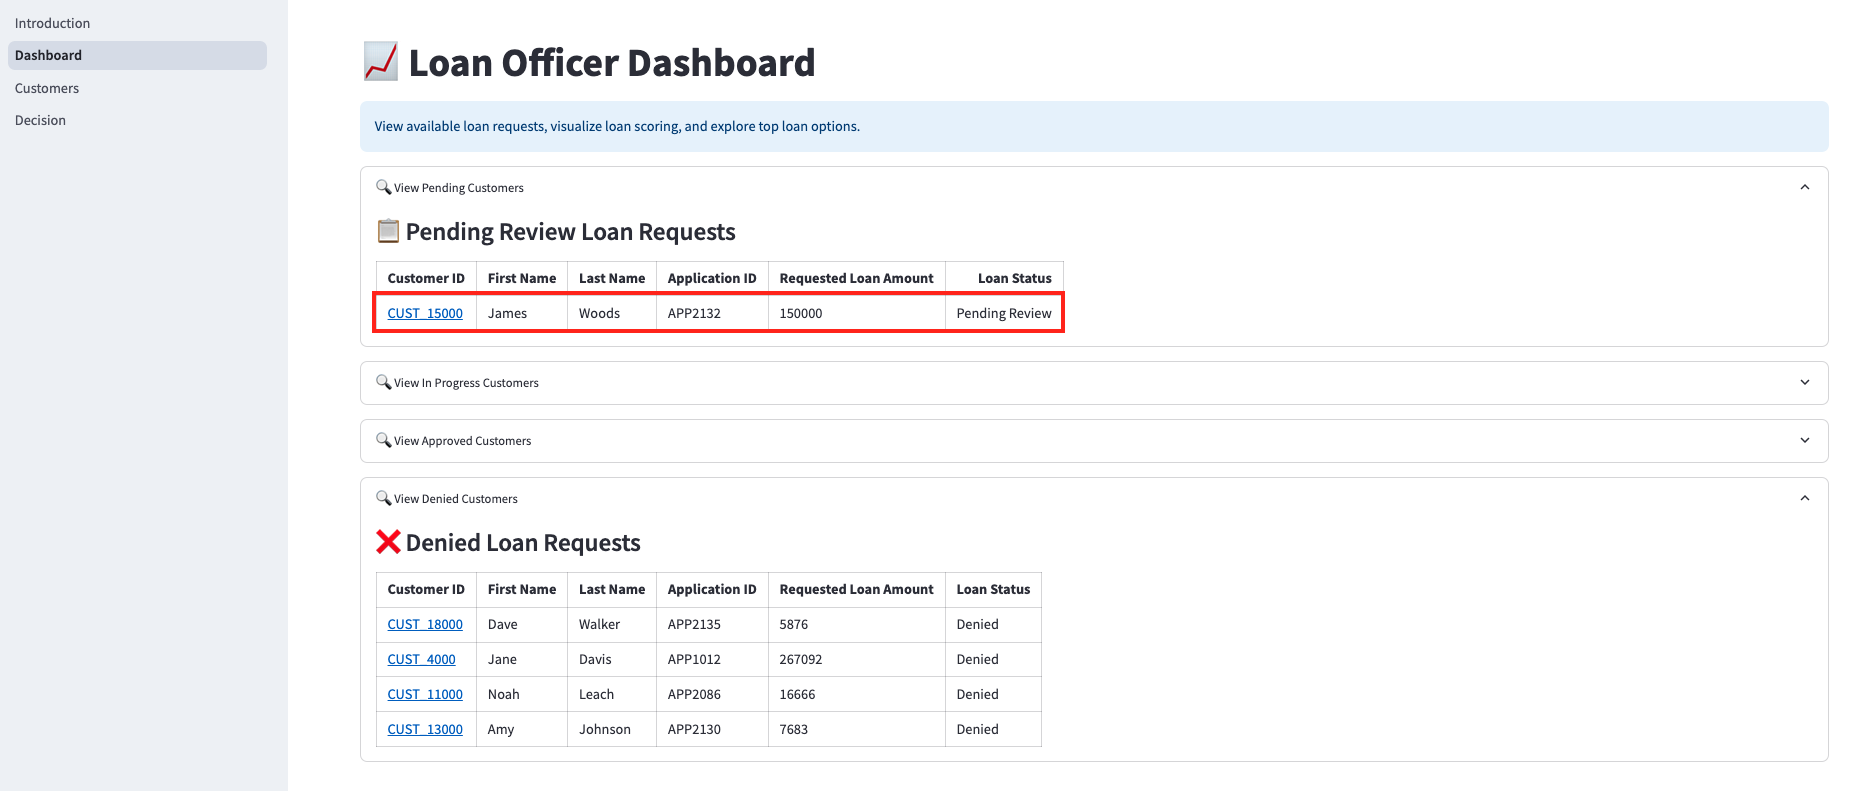 Introduction
Dashboard
Customers
Decision
Loan Officer Dashboard
View available loan requests, visualize loan scoring, and explore top loan options.
View Pending Customers
Pending Review Loan Requests
Customer ID First Name Last Name Application ID Requested Loan Amount Loan Status
CUST_15000 James Woods APP2132 150000 Pending Review
View In Progress Customers
View Approved Customers
View Denied Customers
Denied Loan Requests
Customer ID First Name Last Name Application ID Requested Loan Amount Loan Status
CUST_18000 Dave Walker APP2135 5876 Denied
CUST_4000 Jane Davis APP1012 267092 Denied
CUST_11000 Noah Leach APP2086 16666 Denied
CUST_13000 Amy Johnson APP2130 7683 Denied